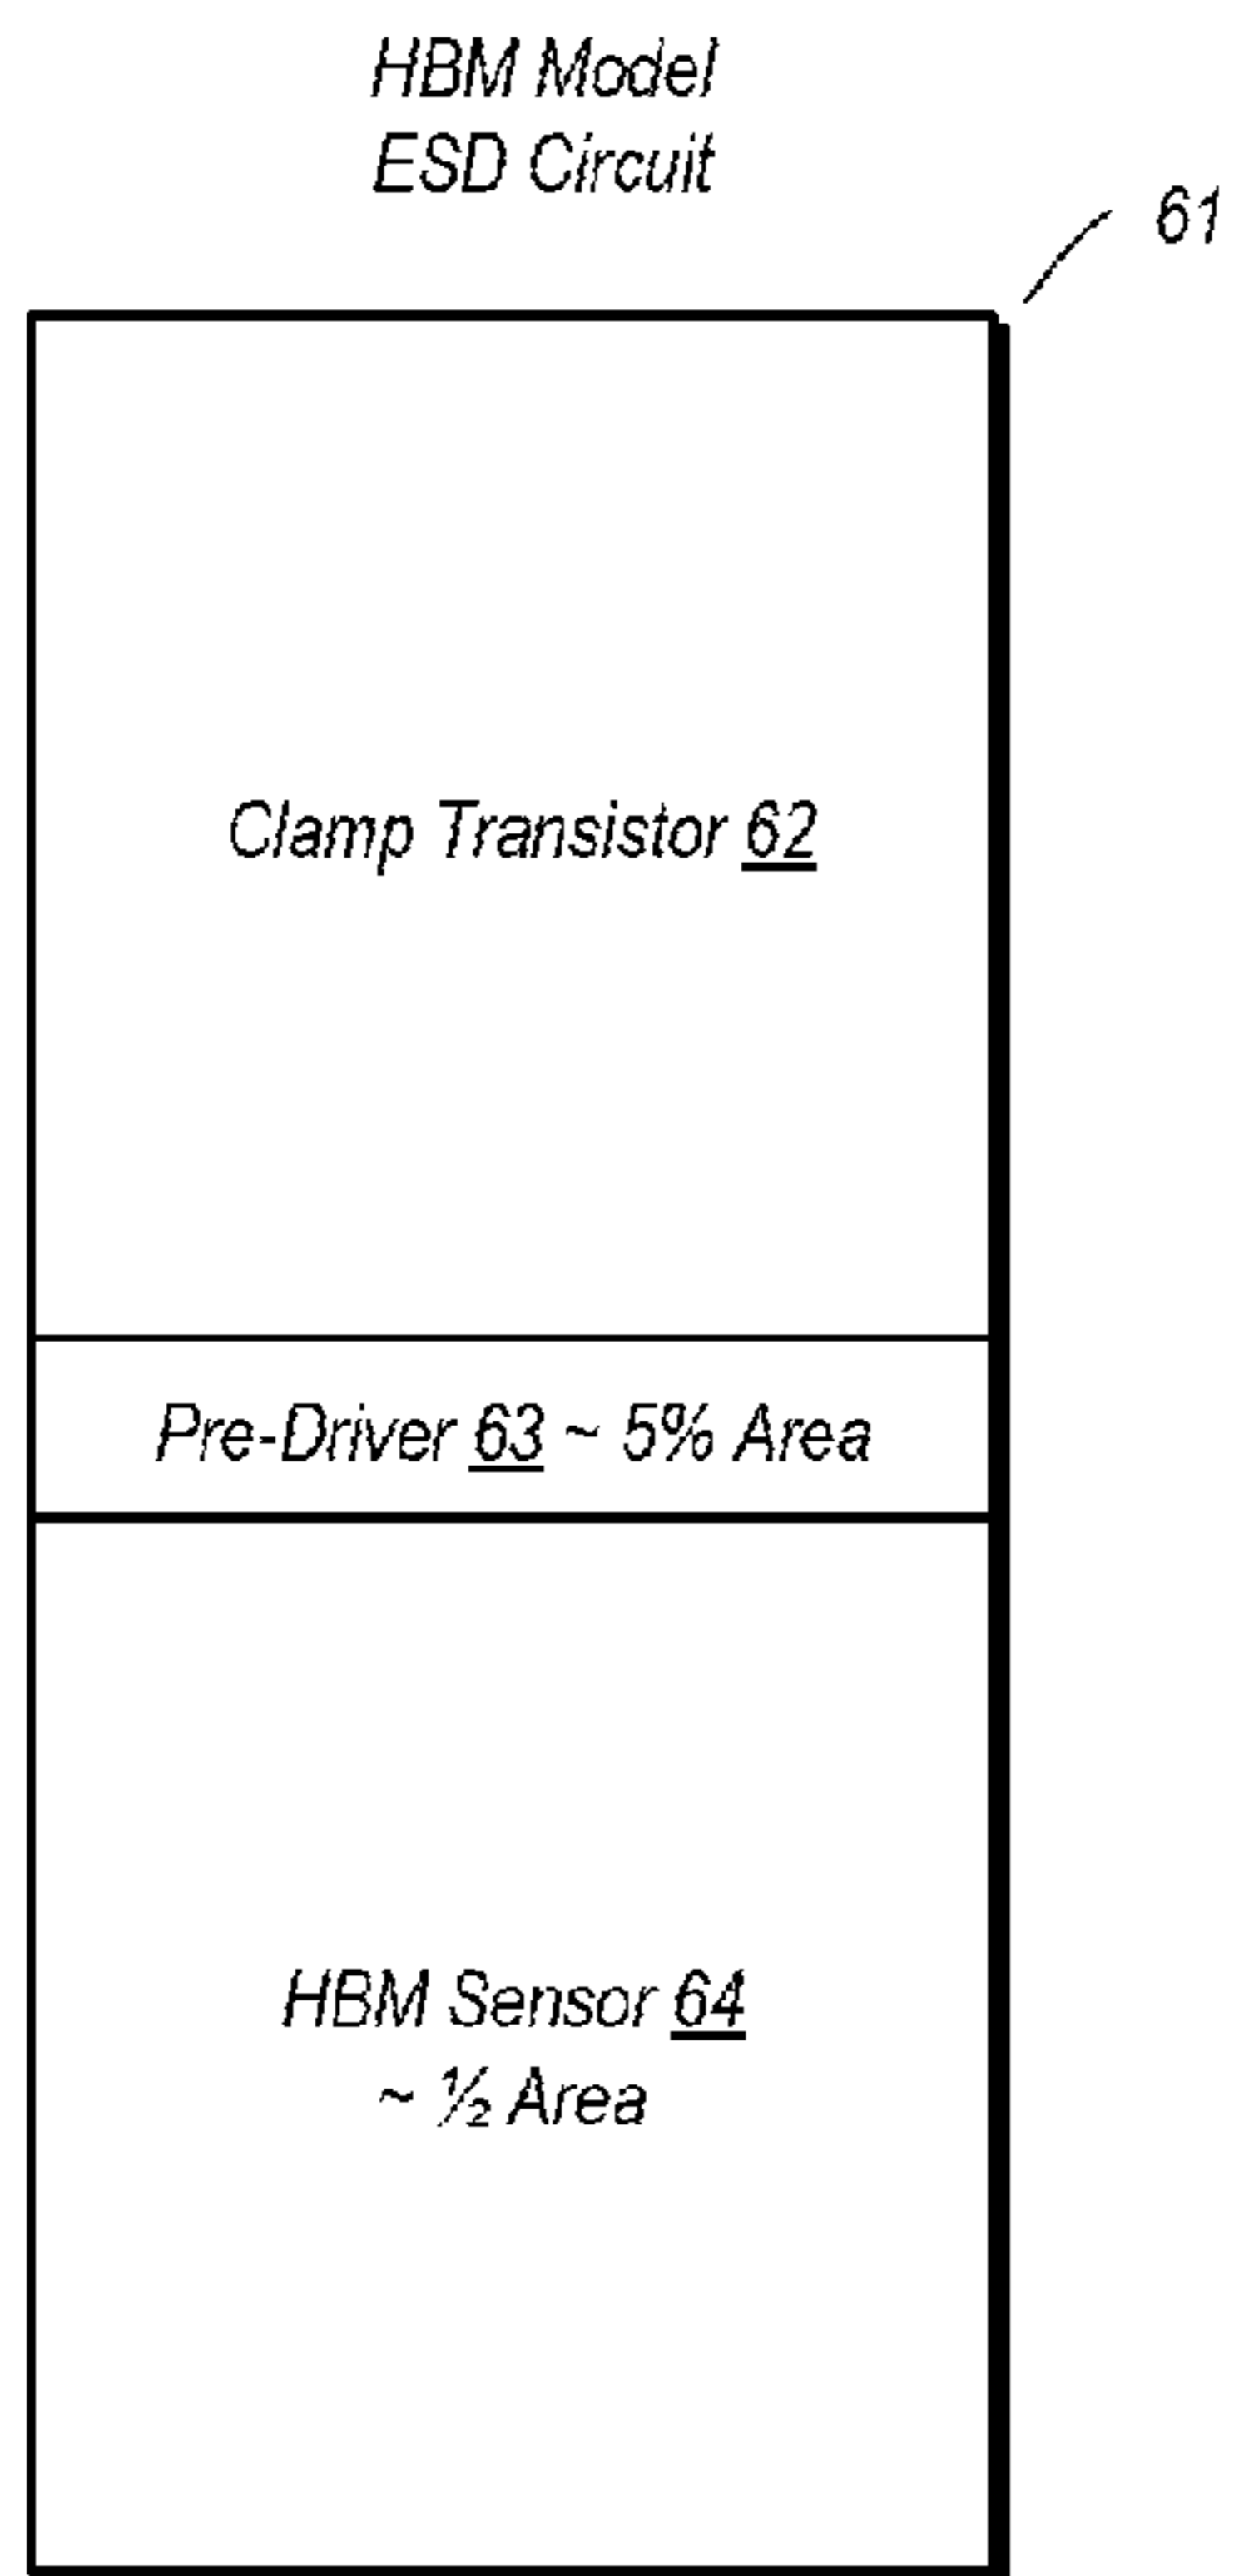 HBM Model
ESD Circuit
61
Clamp Transistor 62
Pre-Driver 63 ~ 5% Area
HBM Sensor 64
~ ½ Area